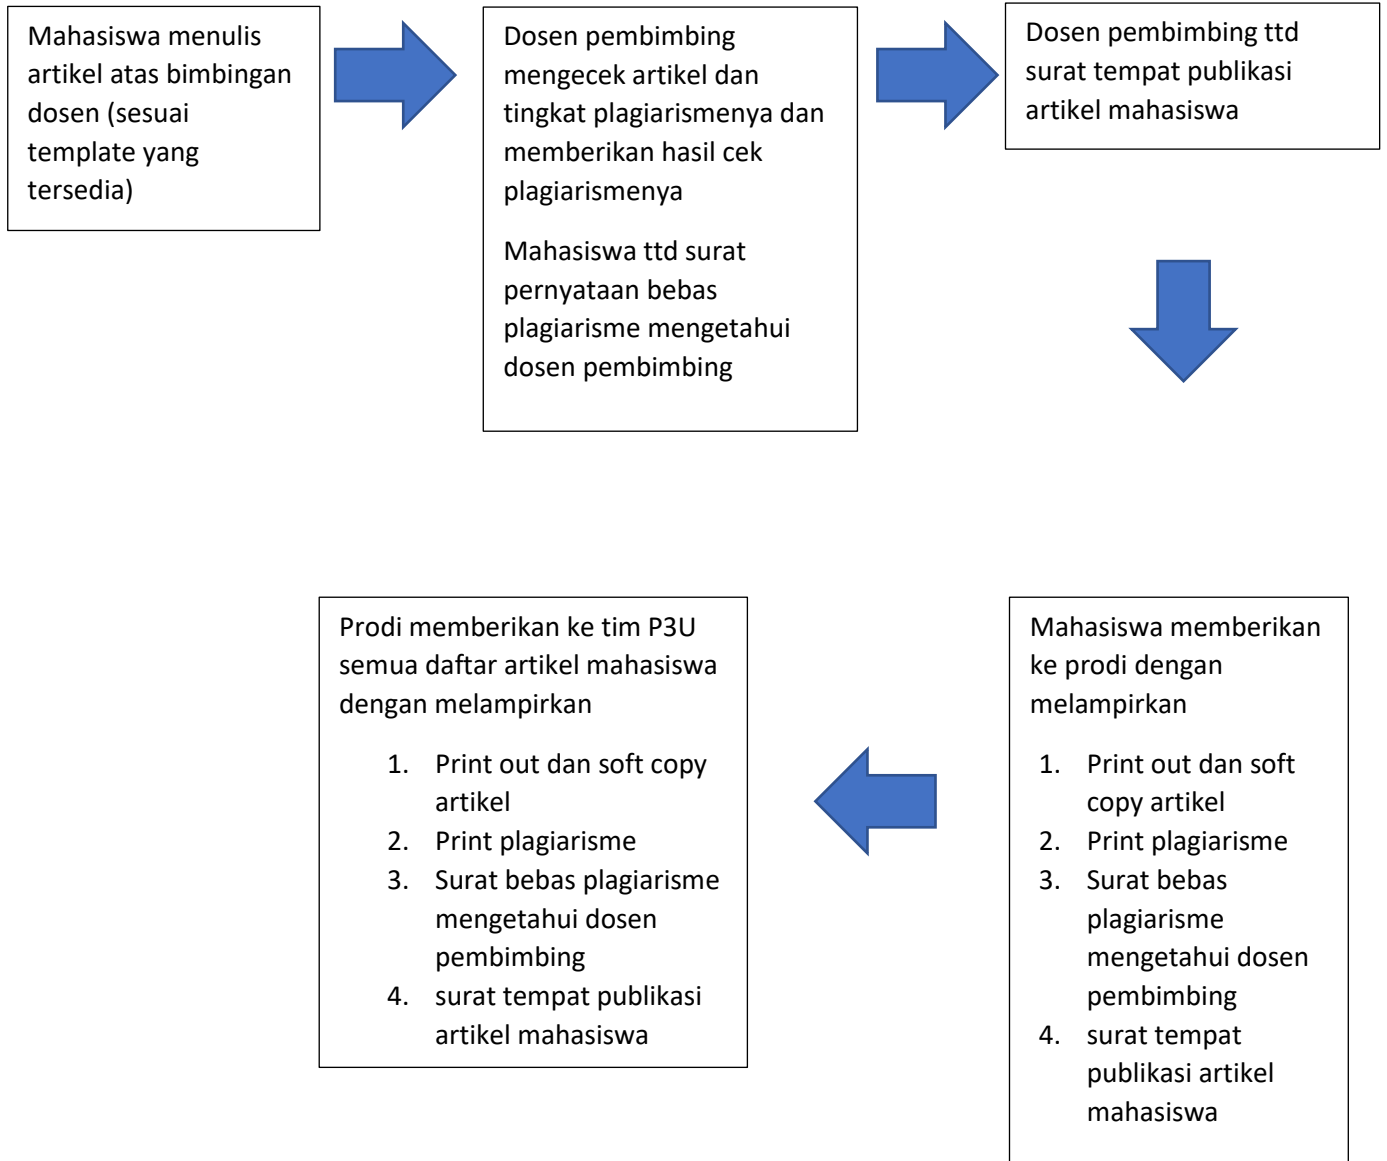 Mahasiswa menulis
artikel atas bimbingan
dosen (sesuai
template yang
tersedia)
Dosen pembimbing
mengecek artikel dan
tingkat plagiarismenya dan
memberikan hasil cek
plagiarismenya
Mahasiswa ttd surat
pernyataan bebas
plagiarisme mengetahui
dosen pembimbing
Dosen pembimbing ttd
surat tempat publikasi
artikel mahasiswa
Mahasiswa memberikan
ke prodi dengan
melampirkan
1. Print out dan soft
copy artikel
2. Print plagiarisme
3. Surat bebas
plagiarisme
mengetahui dosen
pembimbing
4. surat tempat
publikasi artikel
mahasiswa
Prodi memberikan ke tim P3U
semua daftar artikel mahasiswa
dengan melampirkan
1. Print out dan soft copy
artikel
2. Print plagiarisme
3. Surat bebas plagiarisme
mengetahui dosen
pembimbing
4. surat tempat publikasi
artikel mahasiswa